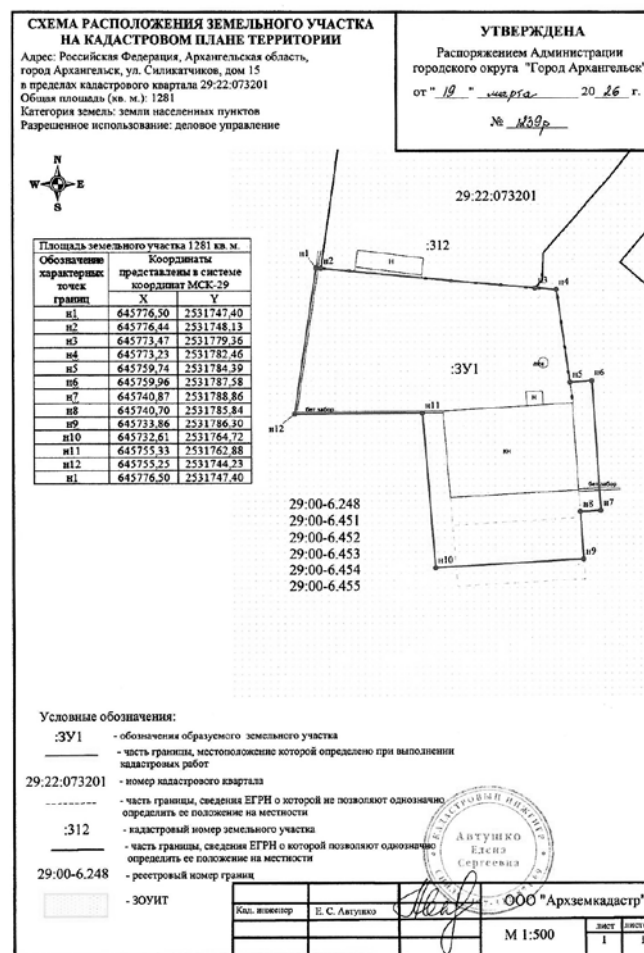 СХЕМА РАСПОЛОЖЕНИЯ ЗЕМЕЛЬНОГО УЧАСТКА
НА КАДАСТРОВОМ ПЛАНЕ ТЕРРИТОРИИ
Адрес: Российская Федерация, Архангельская область,
город Архангельск, ул. Силикатчиков, дом 15
в пределах кадастрового квартала 29:22:073201
Общая площадь (кв. м.): 1281
Категория земель: земли населенных пунктов
Разрешенное использование: деловое управление
УТВЕРЖДЕНА
Распоряжением Администрации
городского округа "Город Архангельск"
от " 19 " марта 20 26 г.
№ 1239р
N
W E
S
29:22:073201
:312
Площадь земельного участка 1281 кв. м.
Обозначение характерных точек границ
Координаты представлены в системе координат МСК-29
X Y
н1 645776,50 2531747,40
н2 645776,44 2531748,13
н3 645773,47 2531779,36
н4 645773,23 2531782,46
н5 645759,74 2531784,39
н6 645759,96 2531787,58
н7 645740,87 2531788,86
н8 645740,70 2531785,84
н9 645733,86 2531786,30
н10 645732,61 2531764,72
н11 645755,33 2531762,88
н12 645755,25 2531744,23
н1 645776,50 2531747,40
н1
н2
н
н3
н4
:ЗУ1
н5
н6
н
бет.забор
н11
н12
кн
бет.забор
н8
н7
н9
н10
29:00-6.248
29:00-6.451
29:00-6.452
29:00-6.453
29:00-6.454
29:00-6.455
Условные обозначения:
:ЗУ1 - обозначения образуемого земельного участка
- часть границы, местоположение которой определено при выполнении
кадастровых работ
29:22:073201 - номер кадастрового квартала
- часть границы, сведения ЕГРН о которой не позволяют однозначно
определить ее положение на местности
:312 - кадастровый номер земельного участка
- часть границы, сведения ЕГРН о которой позволяют однозначно
определить ее положение на местности
29:00-6.248 - реестровый номер границ
- ЗОУИТ
КАДАСТРОВЫЙ ИНЖЕНЕР
Автушко
Елена
Сергеевна
Кад. инженер Е. С. Автушко
ООО "Архземкадастр"
М 1:500
лист
1